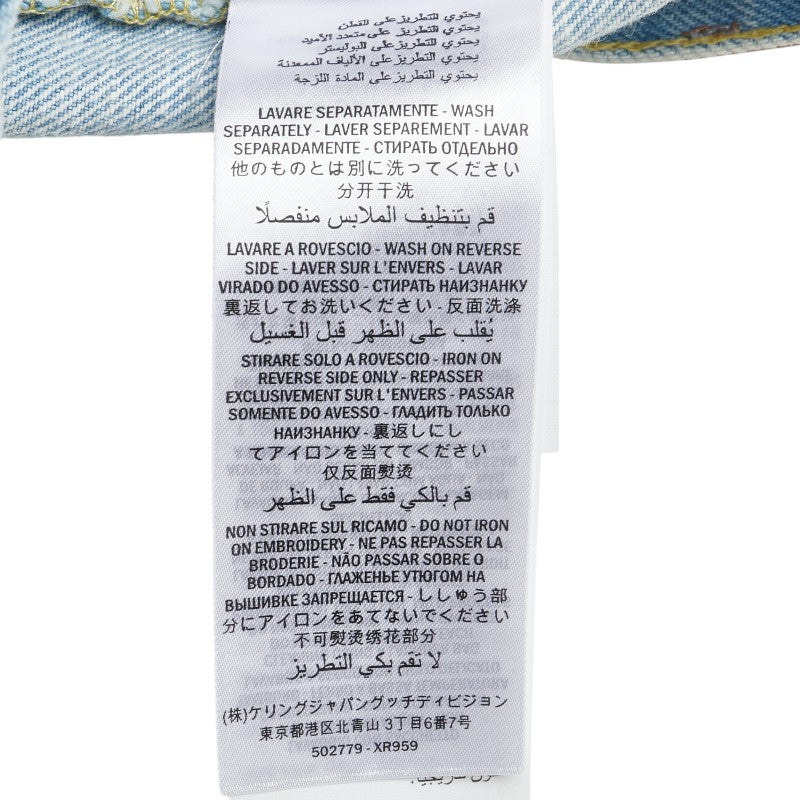 يحتوي التطريز على القطن
يحتوي التطريز على متعدد الأميد
يحتوي التطريز على البوليستر
يحتوي التطريز على الألياف الممعدنة
يحتوي التطريز على المادة اللزجة
LAVARE SEPARATAMENTE - WASH
SEPARATELY - LAVER SEPAREMENT - LAVAR
SEPARADAMENTE - СТИРАТЬ ОТДЕЛЬНО
他のものとは別に洗ってください
分开干洗
قم بتنظيف الملابس منفصلًا
LAVARE A ROVESCIO - WASH ON REVERSE
SIDE - LAVER SUR L'ENVERS - LAVAR
VIRADO DO AVESSO - СТИРАТЬ НАИЗНАНКУ
裏返してお洗いください - 反面洗涤
يُقلب على الظهر قبل الغسيل
STIRARE SOLO A ROVESCIO - IRON ON
REVERSE SIDE ONLY - REPASSER
EXCLUSIVEMENT SUR L'ENVERS - PASSAR
SOMENTE DO AVESSO - ГЛАДИТЬ ТОЛЬКО
НАИЗНАНКУ - 裏返しにし
てアイロンを当ててください
仅反面熨烫
قم بالكي فقط على الظهر
NON STIRARE SUL RICAMO - DO NOT IRON
ON EMBROIDERY - NE PAS REPASSER LA
BRODERIE - NÃO PASSAR SOBRE O
BORDADO - ГЛАЖЕНЬЕ УТЮГОМ НА
ВЫШИВКЕ ЗАПРЕЩАЕТСЯ - ししゅう部
分にアイロンをあてないでください
不可熨烫绣花部分
لا تقم بكي التطريز
(株)ケリングジャパングッチディビジョン
東京都港区北青山 3丁目6番7号
502779 - XR959